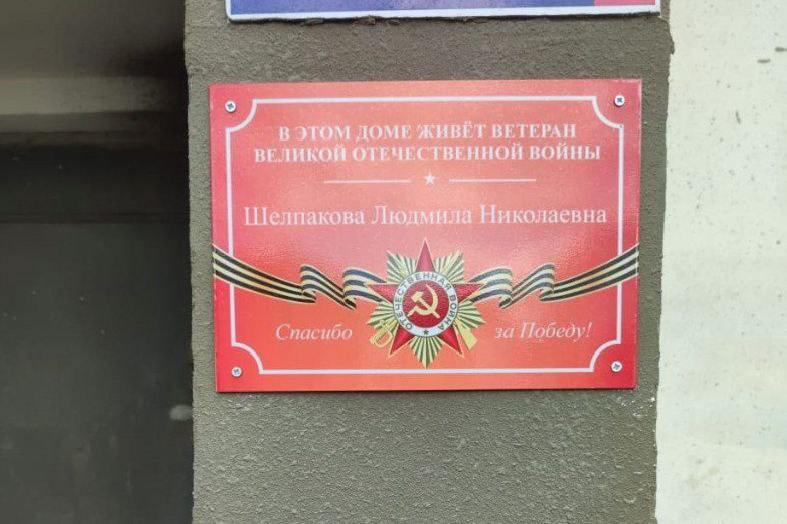 В ЭТОМ ДОМЕ ЖИВЁТ ВЕТЕРАН
ВЕЛИКОЙ ОТЕЧЕСТВЕННОЙ ВОЙНЫ
Шелпакова Людмила Николаевна
ОТЕЧЕСТВЕННАЯ ВОЙНА
Спасибо за Победу!